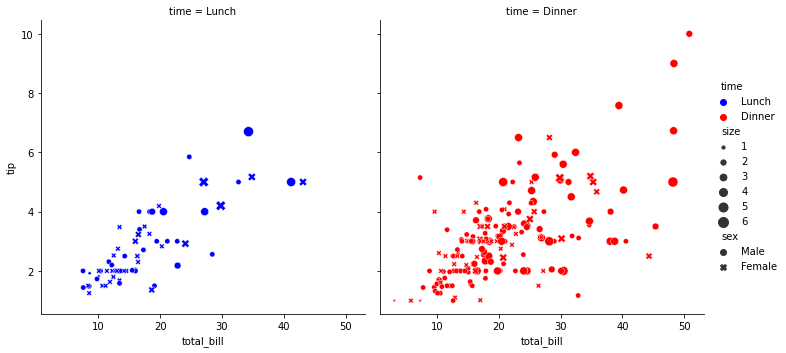 time = Lunch
time = Dinner
tip
10
8
6
4
2
10
20
30
40
50
total_bill
10
20
30
40
50
total_bill
time
Lunch
Dinner
size
1
2
3
4
5
6
sex
Male
Female